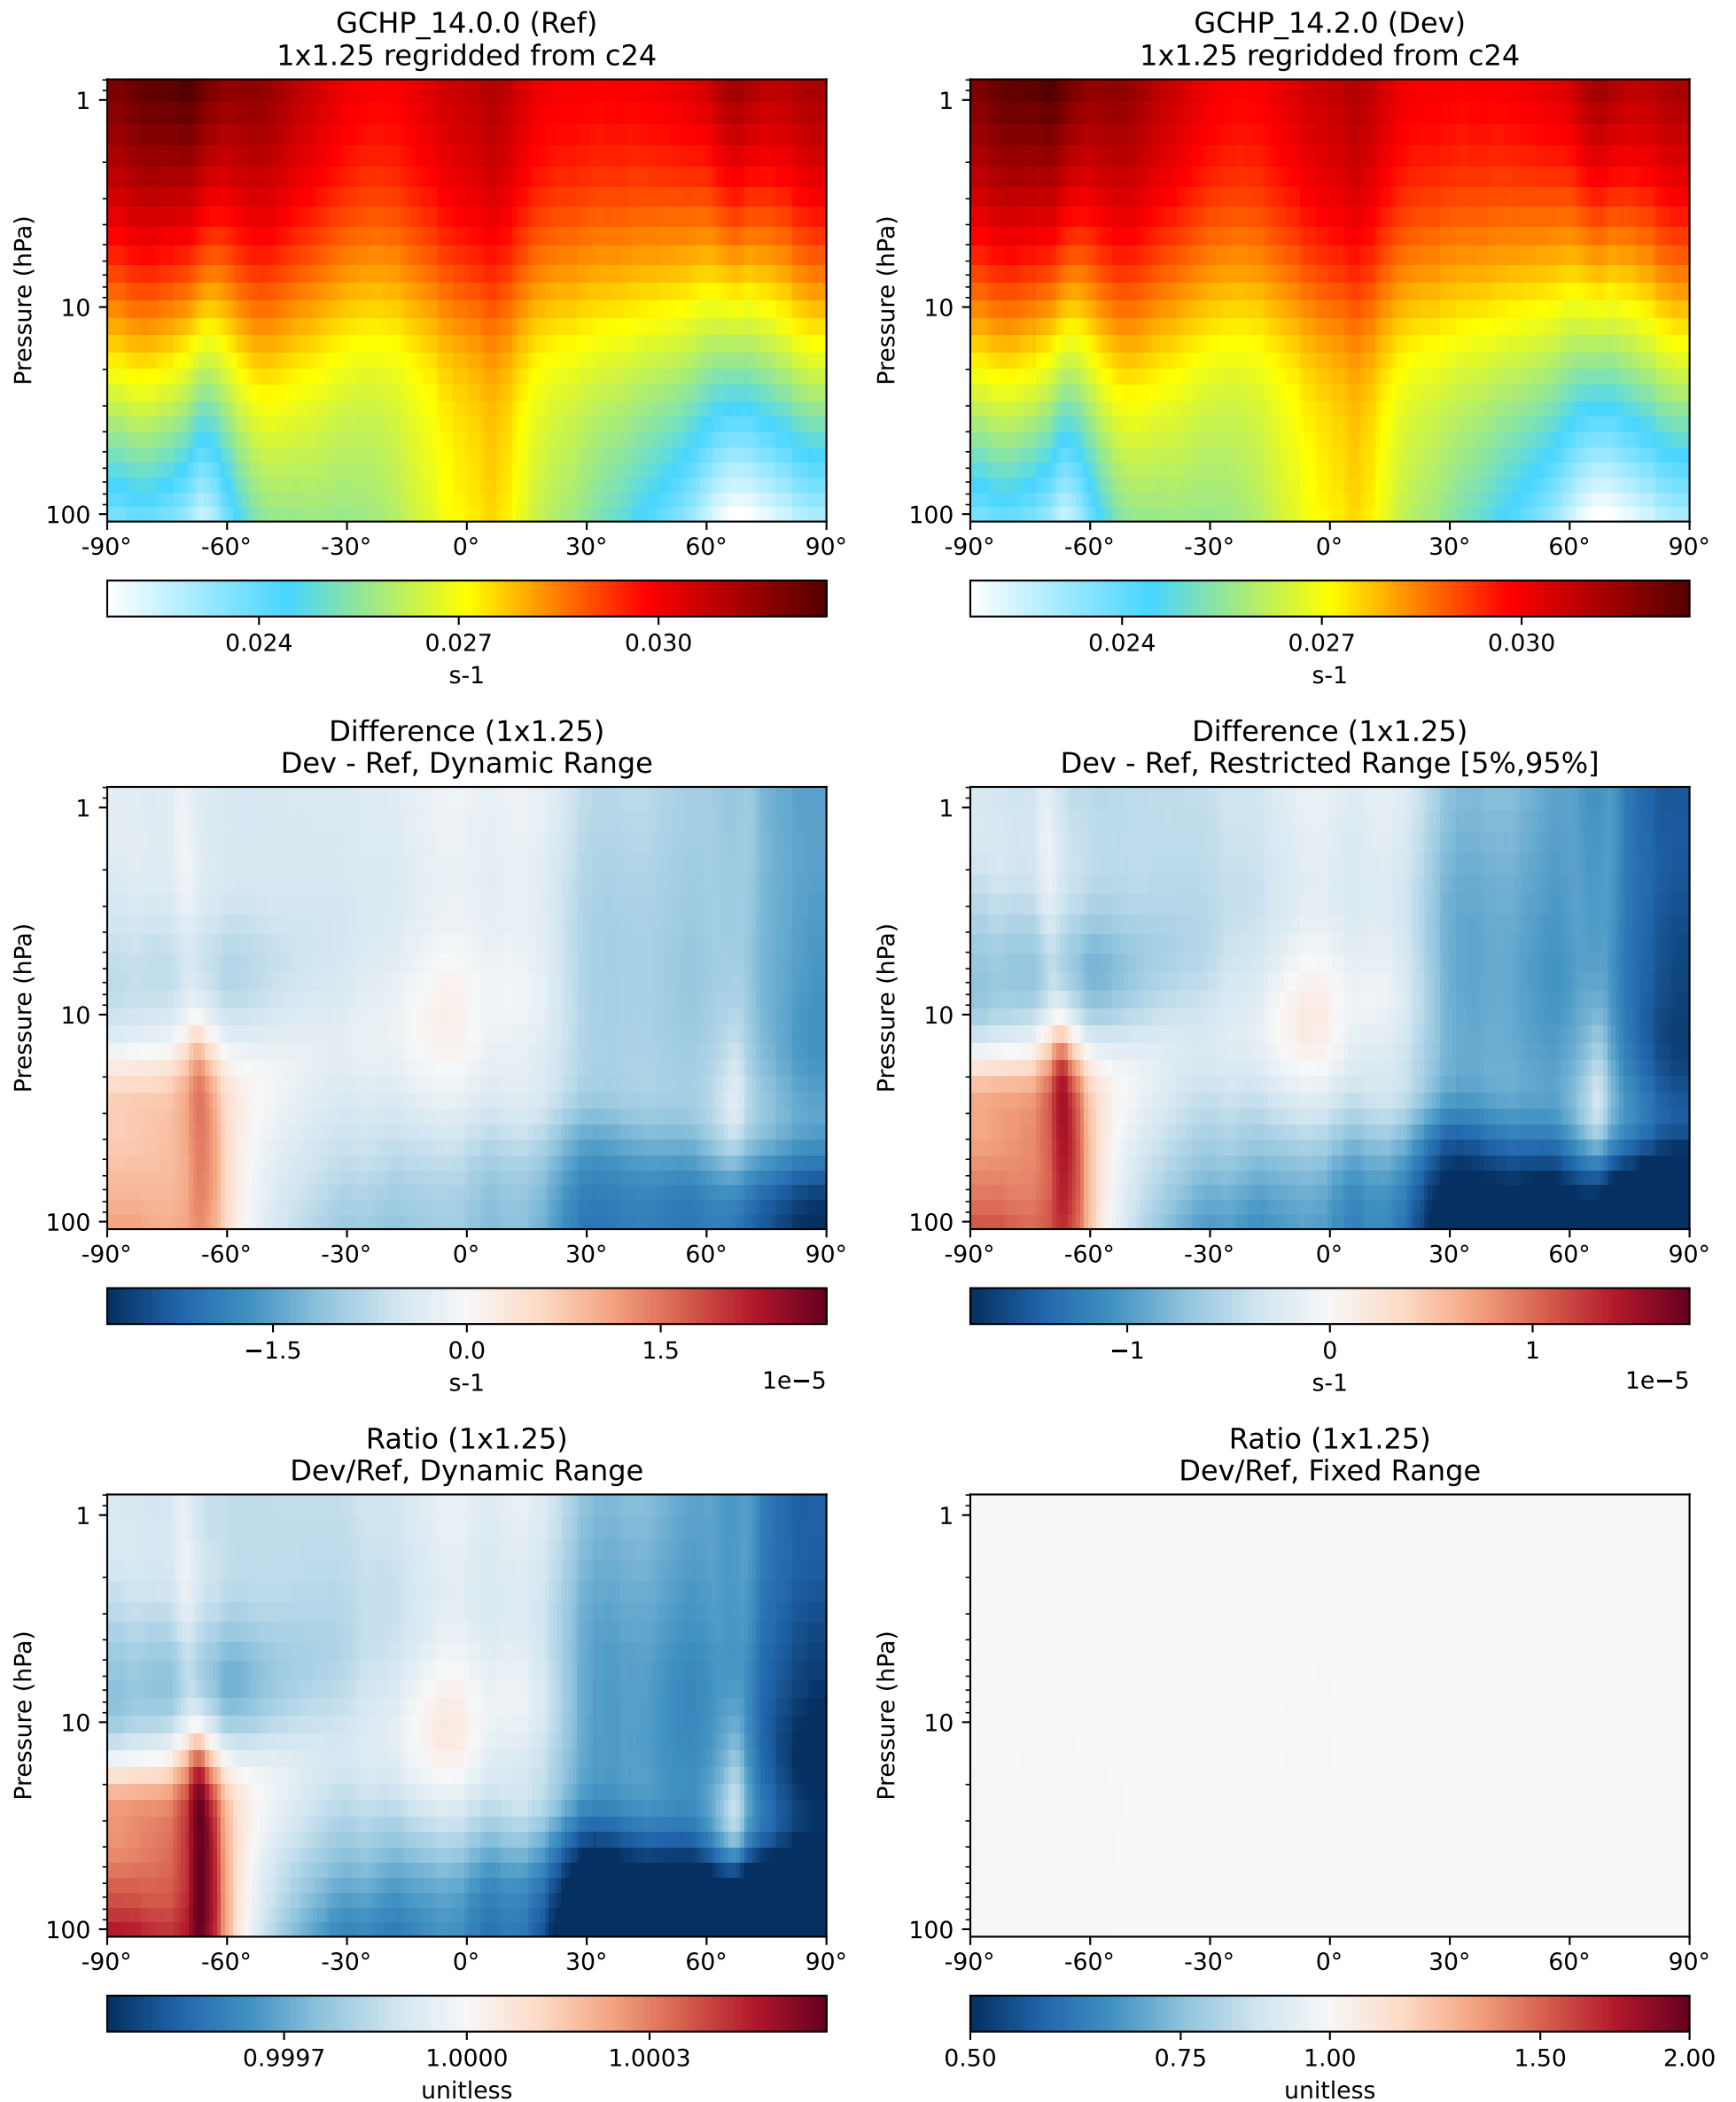 GCHP_14.0.0 (Ref)
1x1.25 regridded from c24
Pressure (hPa)
1
10
100
-90° -60° -30° 0° 30° 60° 90°
0.024 0.027 0.030
s-1
GCHP_14.2.0 (Dev)
1x1.25 regridded from c24
Pressure (hPa)
1
10
100
-90° -60° -30° 0° 30° 60° 90°
0.024 0.027 0.030
s-1
Difference (1x1.25)
Dev - Ref, Dynamic Range
Pressure (hPa)
1
10
100
-90° -60° -30° 0° 30° 60° 90°
−1.5 0.0 1.5
s-1 1e−5
Difference (1x1.25)
Dev - Ref, Restricted Range [5%,95%]
Pressure (hPa)
1
10
100
-90° -60° -30° 0° 30° 60° 90°
−1 0 1
s-1 1e−5
Ratio (1x1.25)
Dev/Ref, Dynamic Range
Pressure (hPa)
1
10
100
-90° -60° -30° 0° 30° 60° 90°
0.9997 1.0000 1.0003
unitless
Ratio (1x1.25)
Dev/Ref, Fixed Range
Pressure (hPa)
1
10
100
-90° -60° -30° 0° 30° 60° 90°
0.50 0.75 1.00 1.50 2.00
unitless